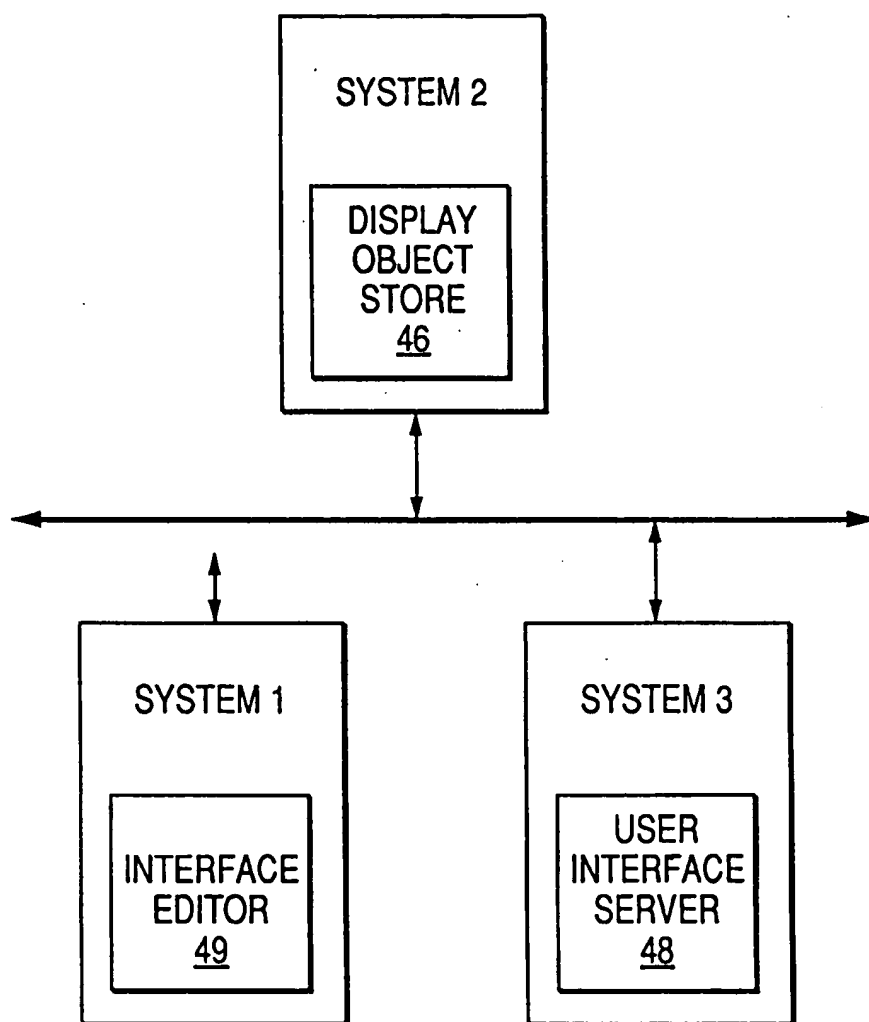 SYSTEM 2
DISPLAY
OBJECT
STORE
46
SYSTEM 1
INTERFACE
EDITOR
49
SYSTEM 3
USER
INTERFACE
SERVER
48